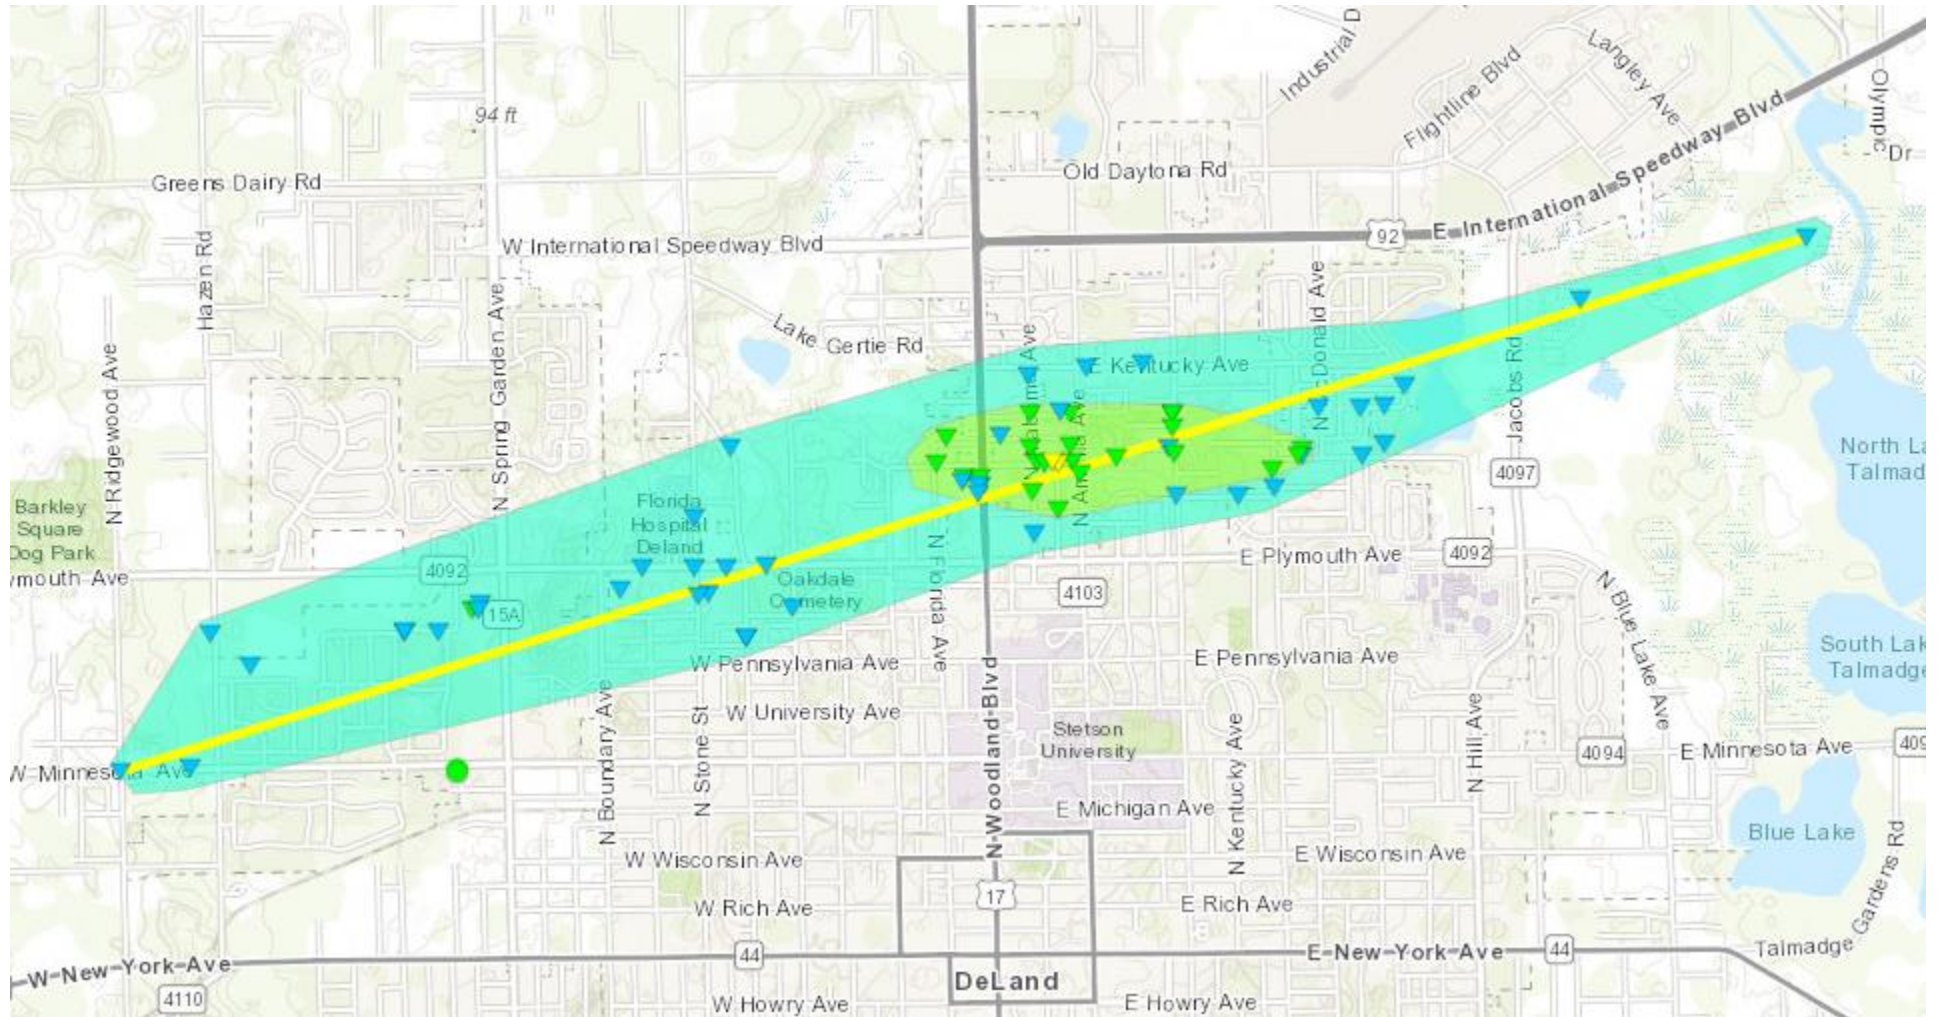 Industrial D
Langley Ave
Flightline Blvd
Olympic
Dr
94 ft
Greens Dairy Rd
Old Daytona Rd
E International Speedway Blvd
92
W International Speedway Blvd
Hazen Rd
N Spring Garden Ave
Lake Gertie Rd
N Ridgewood Ave
E Kentucky Ave
Jacobs Rd
North La
Talmad
4097
Barkley
Square
Dog Park
Florida
Hospital
Deland
ymouth Ave
4092
E Plymouth Ave
4092
Oakdale
Cemetery
4103
15A
N Florida Ave
N Blue Lake Ave
South Lak
Talmadge
W Pennsylvania Ave
E Pennsylvania Ave
W University Ave
N Boundary Ave
N Stone St
N Woodland Blvd
Stetson
University
N Kentucky Ave
N Hill Ave
4094
E Minnesota Ave
409
W Minnesota Ave
E Michigan Ave
Blue Lake
W Wisconsin Ave
E Wisconsin Ave
17
W Rich Ave
E Rich Ave
Talmadge
Gardens Rd
W New York Ave
44
E New York Ave
44
DeLand
4110
W Howry Ave
E Howry Ave